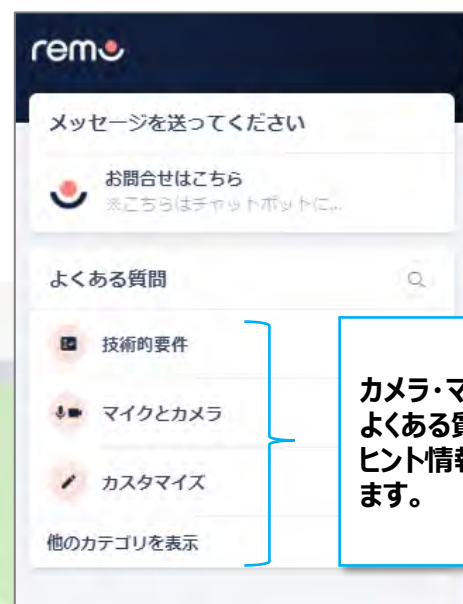 remo
メッセージを送ってください
お問合せはこちら
※こちらはチャットボットに...
よくある質問
技術的要件
マイクとカメラ
カスタマイズ
他のカテゴリを表示
カメラ・マ
よくある質
ヒント情報
ます。